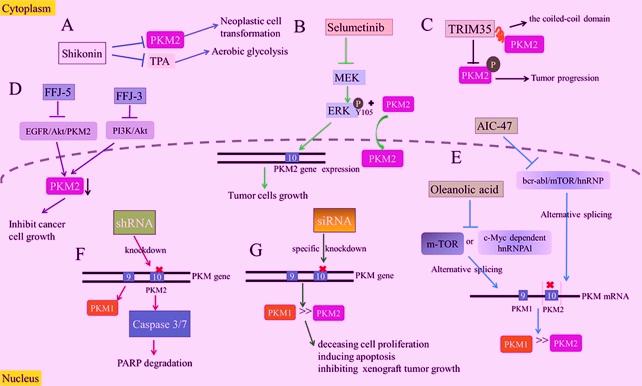 Cytoplasm
A
Shikonin
PKM2
TPA
Neoplastic cell
transformation
Aerobic glycolysis
B
Selumetinib
MEK
ERK
P
Y105
+
PKM2
PKM2
10
PKM2 gene expression
Tumor cells growth
C
TRIM35
the coiled-coil domain
PKM2
P
PKM2
Tumor progression
D
FFJ-5
FFJ-3
EGFR/Akt/PKM2
PI3K/Akt
PKM2
Inhibit cancer
cell growth
AIC-47
E
bcr-abl/mTOR/hnRNP
Oleanolic acid
Alternative splicing
m-TOR
or
c-Myc dependent
hnRNPAl
Alternative splicing
9
10
PKM mRNA
PKM1
PKM2
PKM1
>>
PKM2
shRNA
F
knockdown
9
10
PKM gene
PKM2
PKM1
Caspase 3/7
PARP degradation
siRNA
G
specific knockdown
9
10
PKM gene
PKM1
>>
PKM2
deceasing cell proliferation
inducing apoptosis
inhibiting xenograft tumor growth
Nucleus